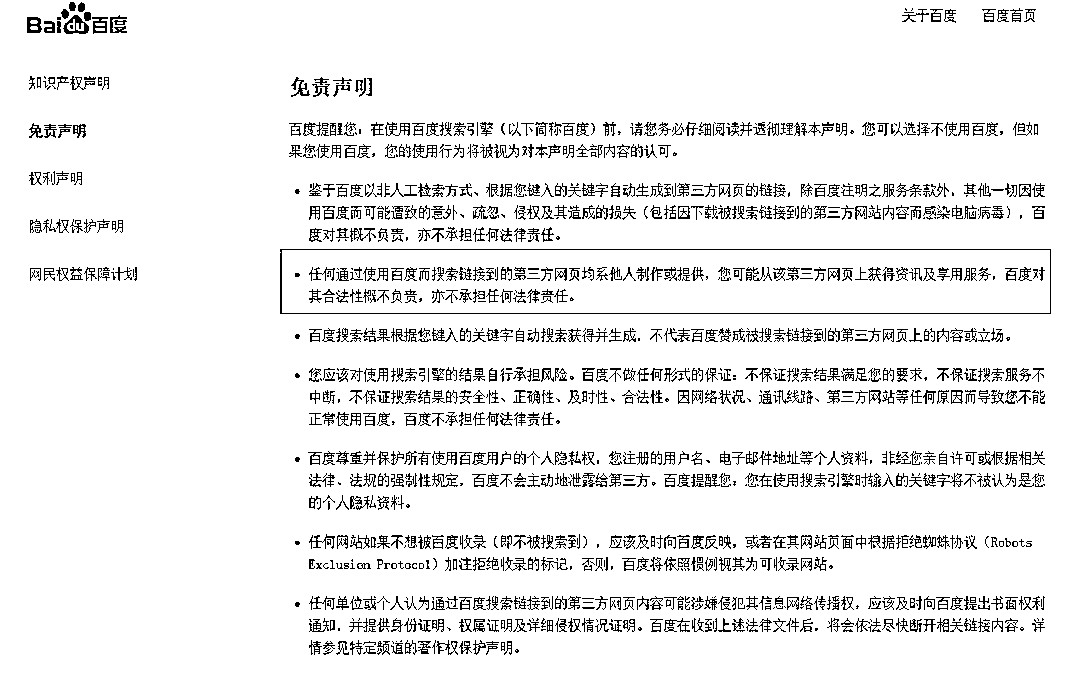 Bai du 百度
关于百度 百度首页
知识产权声明
免责声明
权利声明
隐私权保护声明
网民权益保障计划
免责声明
百度提醒您：在使用百度搜索引擎（以下简称百度）前，请您务必仔细阅读并透彻理解本声明。您可以选择不使用百度，但如
果您使用百度，您的使用行为将被视为对本声明全部内容的认可。
• 鉴于百度以非人工检索方式、根据您键入的关键字自动生成到第三方网页的链接，除百度注明之服务条款外，其他一切因使
用百度而可能遭致的意外、疏忽、侵权及其造成的损失（包括因下载被搜索链接到的第三方网站内容而感染电脑病毒），百
度对其概不负责，亦不承担任何法律责任。
• 任何通过使用百度而搜索链接到的第三方网页均系他人制作或提供，您可能从该第三方网页上获得资讯及享用服务，百度对
其合法性概不负责，亦不承担任何法律责任。
• 百度搜索结果根据您键入的关键字自动搜索获得并生成，不代表百度赞成被搜索链接到的第三方网页上的内容或立场。
• 您应该对使用搜索引擎的结果自行承担风险。百度不做任何形式的保证：不保证搜索结果满足您的要求，不保证搜索服务不
中断，不保证搜索结果的安全性、正确性、及时性、合法性。因网络状况、通讯线路、第三方网站等任何原因而导致您不能
正常使用百度，百度不承担任何法律责任。
• 百度尊重并保护所有使用百度用户的个人隐私权，您注册的用户名、电子邮件地址等个人资料，非经您亲自许可或根据相关
法律、法规的强制性规定，百度不会主动地泄露给第三方。百度提醒您：您在使用搜索引擎时输入的关键字将不被认为是您
的个人隐私资料。
• 任何网站如果不想被百度收录（即不被搜索到），应该及时向百度反映，或者在其网站页面中根据拒绝蜘蛛协议（Robots
Exclusion Protocol）加注拒绝收录的标记，否则，百度将依照惯例视其为可收录网站。
• 任何单位或个人认为通过百度搜索链接到的第三方网页内容可能涉嫌侵犯其信息网络传播权，应该及时向百度提出书面权利
通知，并提供身份证明、权属证明及详细侵权情况证明。百度在收到上述法律文件后，将会依法尽快断开相关链接内容。详
情参见特定频道的著作权保护声明。